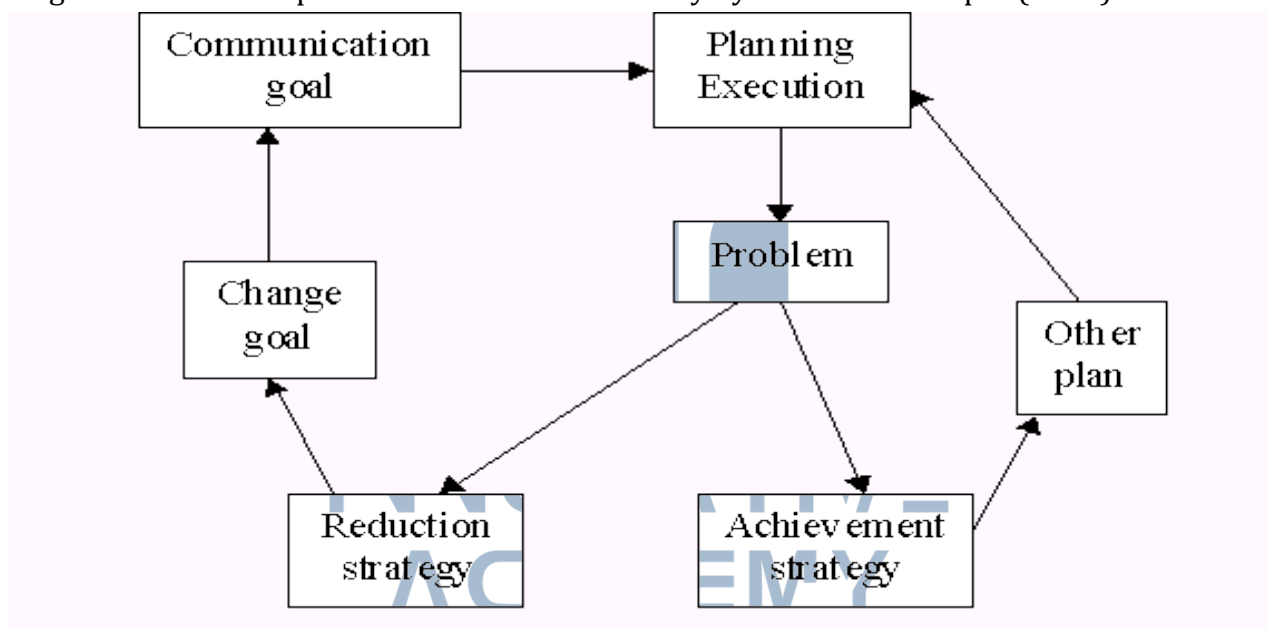 Communication
goal
Planning
Execution
Problem
Change
goal
Other
plan
Reduction
strategy
Achievement
strategy